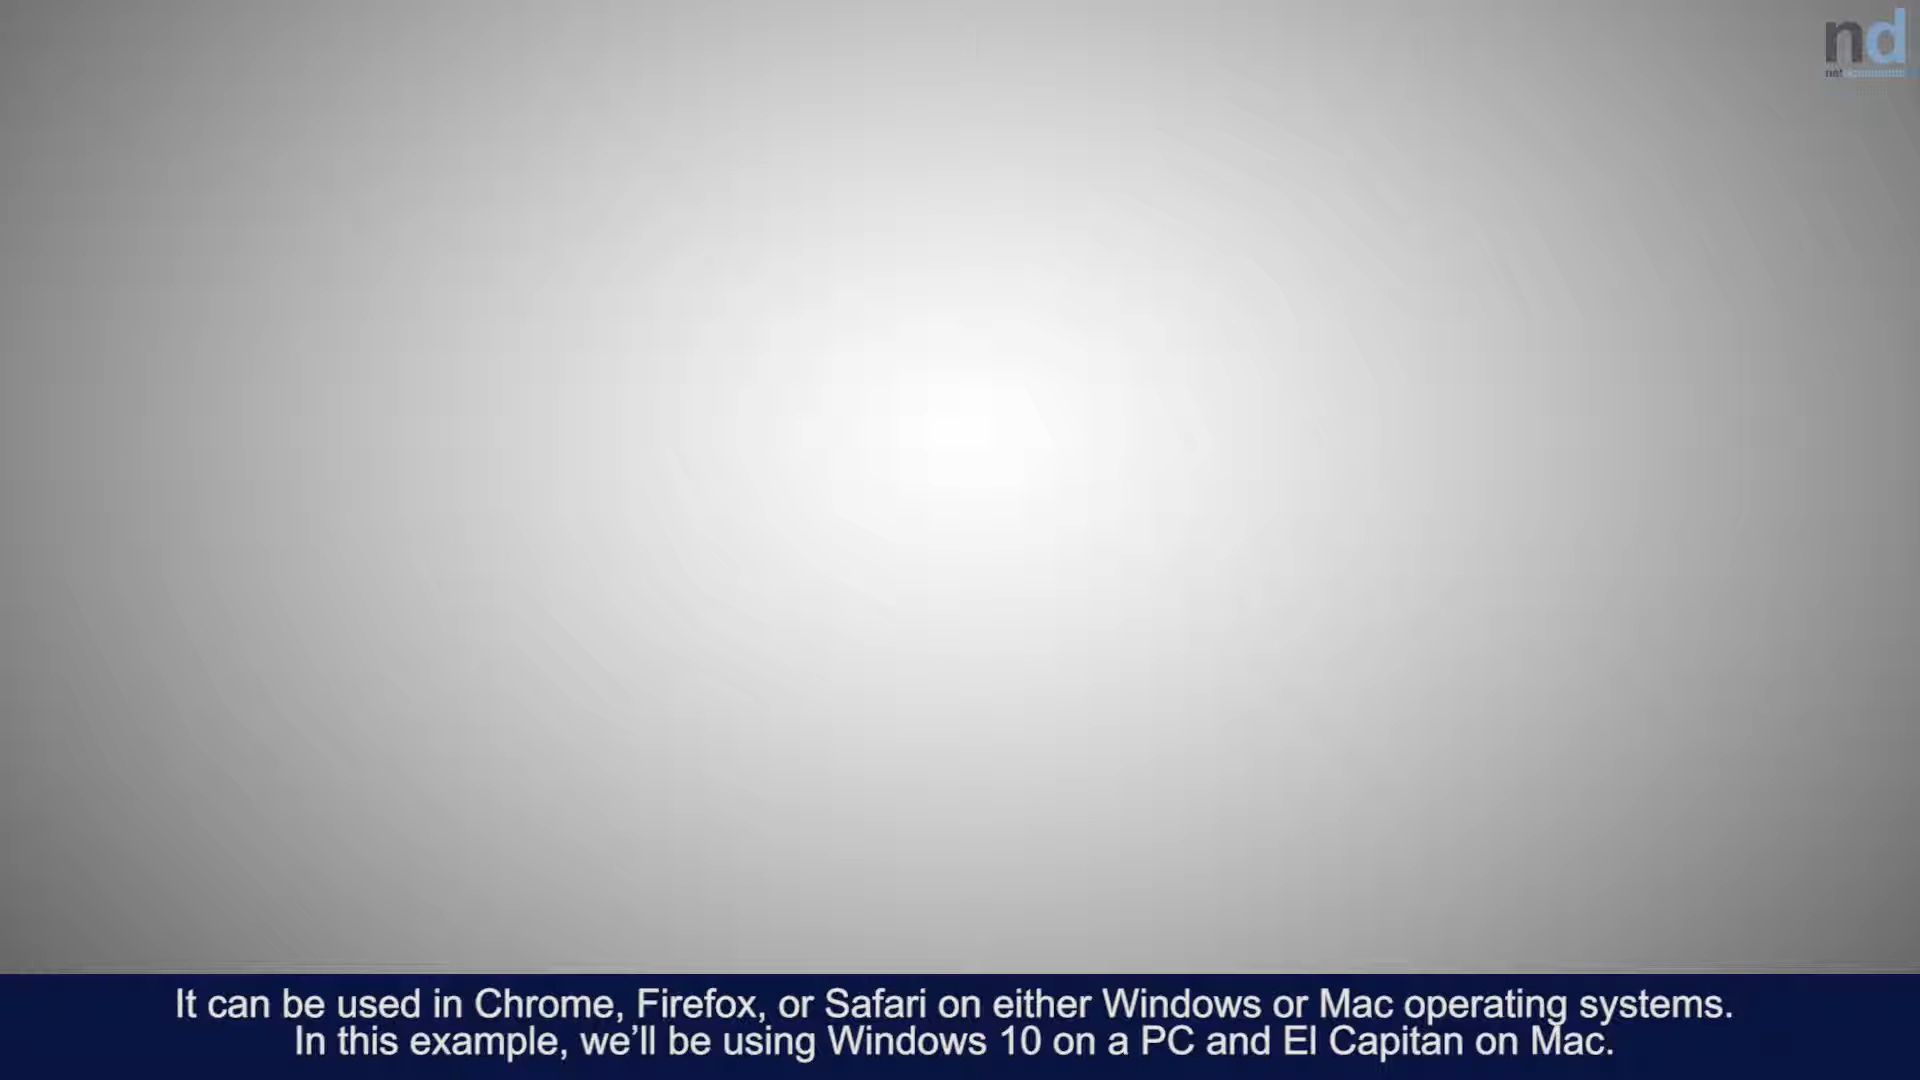 nd
It can be used in Chrome, Firefox, or Safari on either Windows or Mac operating systems.
In this example, we’ll be using Windows 10 on a PC and El Capitan on Mac.